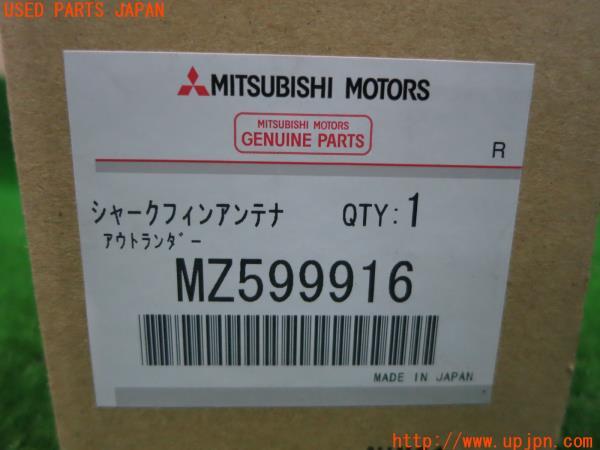 USED PARTS JAPAN
MITSUBISHI MOTORS
MITSUBISHI MOTORS
GENUINE PARTS
R
シャークフィンアンテナ QTY:1
アウトランダー
MZ599916
MADE IN JAPAN
http://www.upjpn.com/